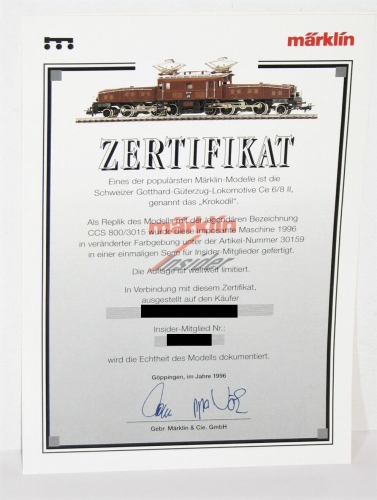 märklin
ZERTIFIKAT
Eines der populärsten Märklin-Modelle ist die
Schweizer Gotthard-Güterzug-Lokomotive Ce 6/8 II,
genannt das „Krokodil".
märklin
Insider
Als Replik des Modells mit der legendären Bezeichnung
CCS 800/3015 wurde diese imposante Maschine 1996
in veränderter Farbgebung unter der Artikel-Nummer 30159
in einer einmaligen Serie für Insider-Mitglieder gefertigt.
Die Auflage ist weltweit limitiert.
In Verbindung mit diesem Zertifikat,
ausgestellt auf den Käufer
Insider-Mitglied Nr.:
wird die Echtheit des Modells dokumentiert.
Göppingen, im Jahre 1996
Gebr. Märklin & Cie. GmbH